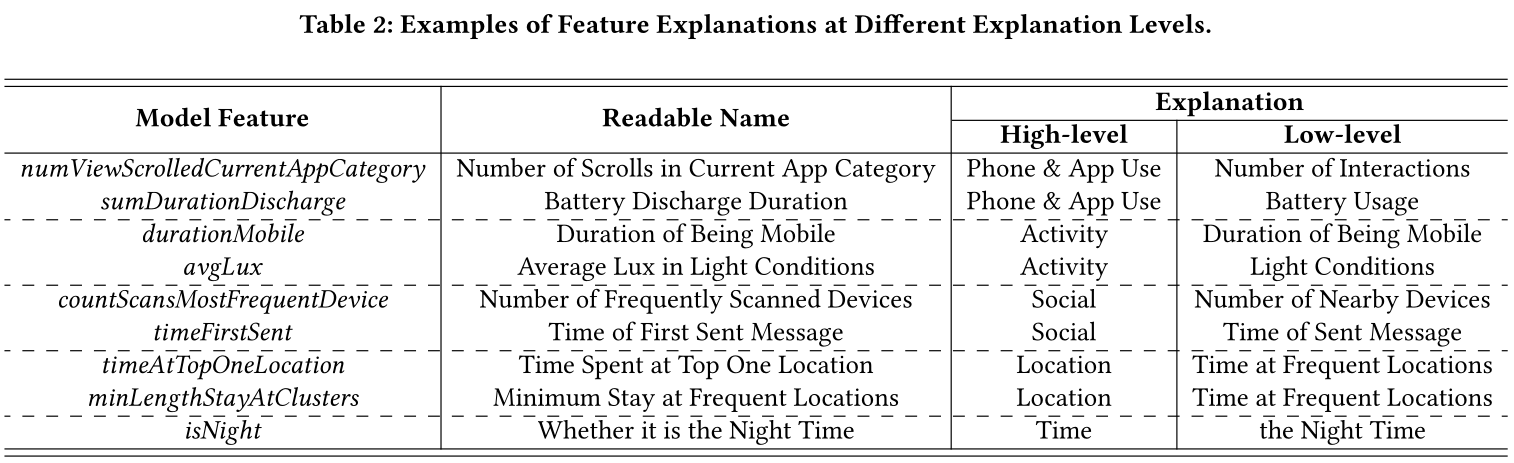 Table 2: Examples of Feature Explanations at Different Explanation Levels.
Model Feature Readable Name Explanation
High-level Low-level
numViewScrolledCurrentAppCategory Number of Scrolls in Current App Category Phone & App Use Number of Interactions
sumDurationDischarge Battery Discharge Duration Phone & App Use Battery Usage
durationMobile Duration of Being Mobile Activity Duration of Being Mobile
avgLux Average Lux in Light Conditions Activity Light Conditions
countScansMostFrequentDevice Number of Frequently Scanned Devices Social Number of Nearby Devices
timeFirstSent Time of First Sent Message Social Time of Sent Message
timeAtTopOneLocation Time Spent at Top One Location Location Time at Frequent Locations
minLengthStayAtClusters Minimum Stay at Frequent Locations Location Time at Frequent Locations
isNight Whether it is the Night Time Time the Night Time